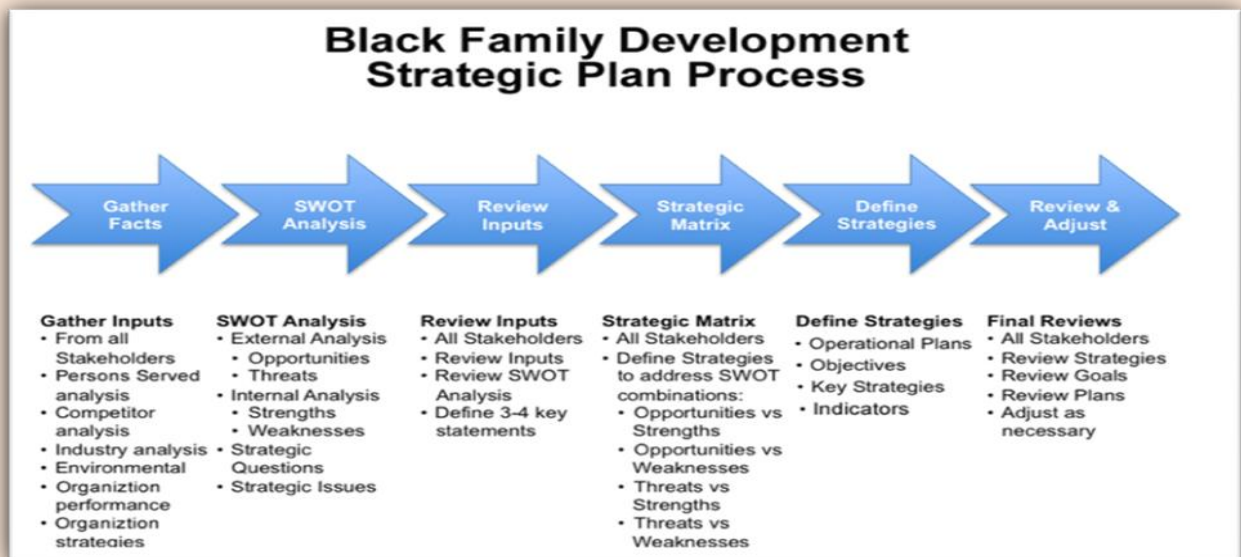 Black Family Development
Strategic Plan Process
Gather
Facts
SWOT
Analysis
Review
Inputs
Strategic
Matrix
Define
Strategies
Review &
Adjust
Gather Inputs
• From all
Stakeholders
• Persons Served
analysis
• Competitor
analysis
• Industry analysis
• Environmental
• Organiztion
performance
• Organiztion
strategies
SWOT Analysis
• External Analysis
• Opportunities
• Threats
• Internal Analysis
• Strengths
• Weaknesses
• Strategic
Questions
• Strategic Issues
Review Inputs
• All Stakeholders
• Review Inputs
• Review SWOT
Analysis
• Define 3-4 key
statements
Strategic Matrix
• All Stakeholders
• Define Strategies
to address SWOT
combinations:
• Opportunities vs
Strengths
• Opportunities vs
Weaknesses
• Threats vs
Strengths
• Threats vs
Weaknesses
Define Strategies
• Operational Plans
• Objectives
• Key Strategies
• Indicators
Final Reviews
• All Stakeholders
• Review Strategies
• Review Goals
• Review Plans
• Adjust as
necessary